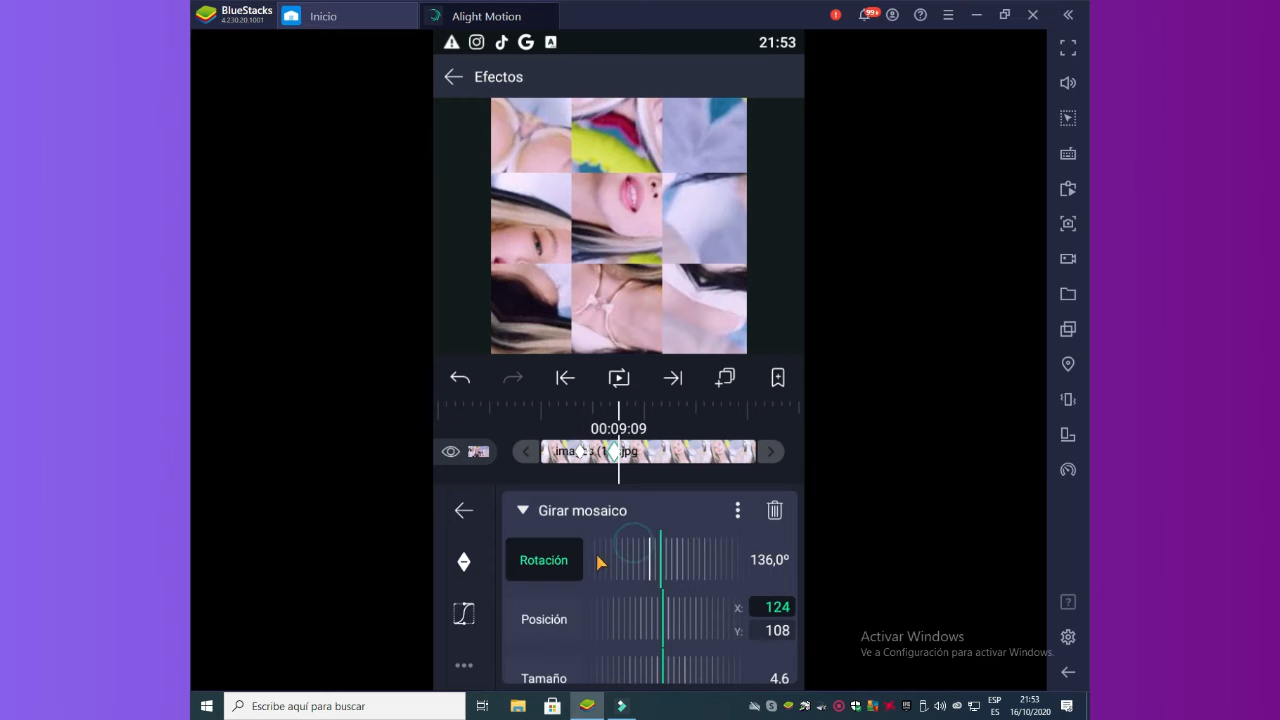 BlueStacks
4.230.20.1001
Inicio
Alight Motion
99+
21:53
Efectos
00:09:09
Girar mosaico
Rotación
136,0º
Posición
X: 124
Y: 108
Tamaño
4.6
Activar Windows
Ve a Configuración para activar Windows.
Escribe aquí para buscar
ESP
ES
21:53
16/10/2020